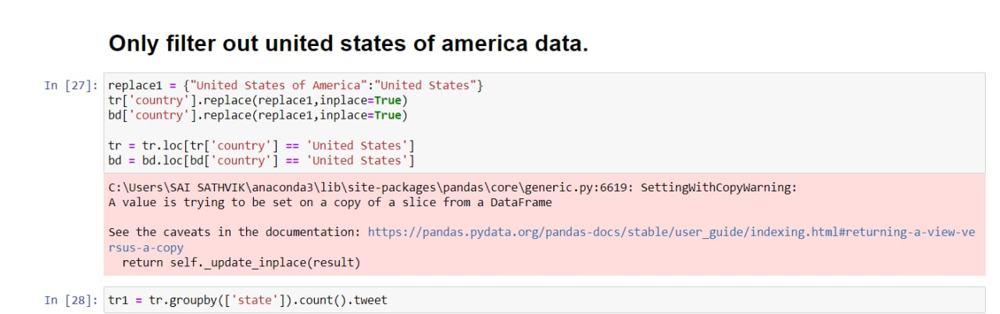 Only filter out united states of america data.
In [27]: replace1 = {"United States of America":"United States"}
tr['country'].replace(replace1,inplace=True)
bd['country'].replace(replace1,inplace=True)
tr = tr.loc[tr['country'] == 'United States']
bd = bd.loc[bd['country'] == 'United States']
C:\Users\SAI SATHVIK\anaconda3\lib\site-packages\pandas\core\generic.py:6619: SettingWithCopyWarning:
A value is trying to be set on a copy of a slice from a DataFrame
See the caveats in the documentation: https://pandas.pydata.org/pandas-docs/stable/user_guide/indexing.html#returning-a-view-ve
rsus-a-copy
return self._update_inplace(result)
In [28]: tr1 = tr.groupby(['state']).count().tweet